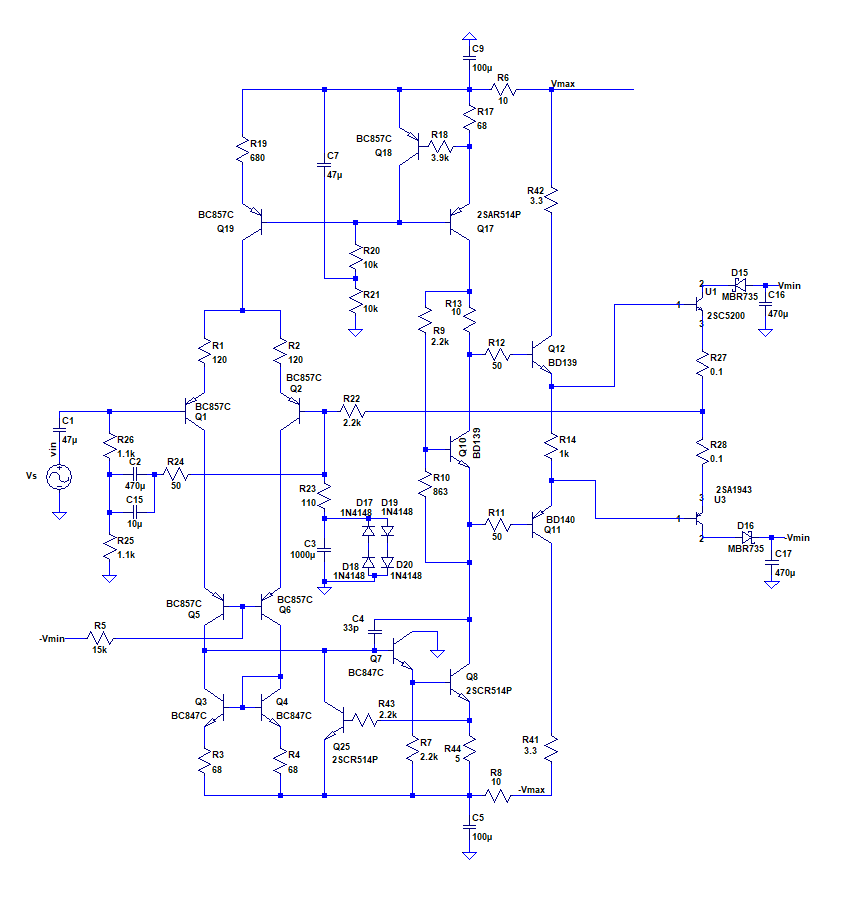 C9
100µ
R6
10
Vmax
R17
68
R19
680
C7
47µ
BC857C
Q18
R18
3.9k
R42
3.3
BC857C
Q19
2SAR514P
Q17
R20
10k
R21
10k
D15
-Vmin
MBR735
C16
470µ
2
U1
1
2SC5200
3
R9
2.2k
R13
10
R1
120
R2
120
R12
50
Q12
BD139
R27
0.1
BC857C
Q2
BC857C
Q1
R22
2.2k
C1
47µ
vin
Vs
R26
1.1k
C2
470µ
R24
50
C15
10µ
R25
1.1k
Q10
BD139
R14
1k
R28
0.1
R10
863
R23
110
D17
1N4148
D19
1N4148
C3
1000µ
D18
1N4148
D20
1N4148
R11
50
BD140
Q11
2SA1943
U3
3
1
2
D16
-Vmin
MBR735
C17
470µ
BC857C
Q5
BC857C
Q6
-Vmin
R5
15k
C4
33p
Q7
BC847C
Q8
2SCR514P
Q3
BC847C
Q4
BC847C
R43
2.2k
Q25
2SCR514P
R3
68
R4
68
R7
2.2k
R44
5
R41
3.3
R8
10
-Vmax
C5
100µ